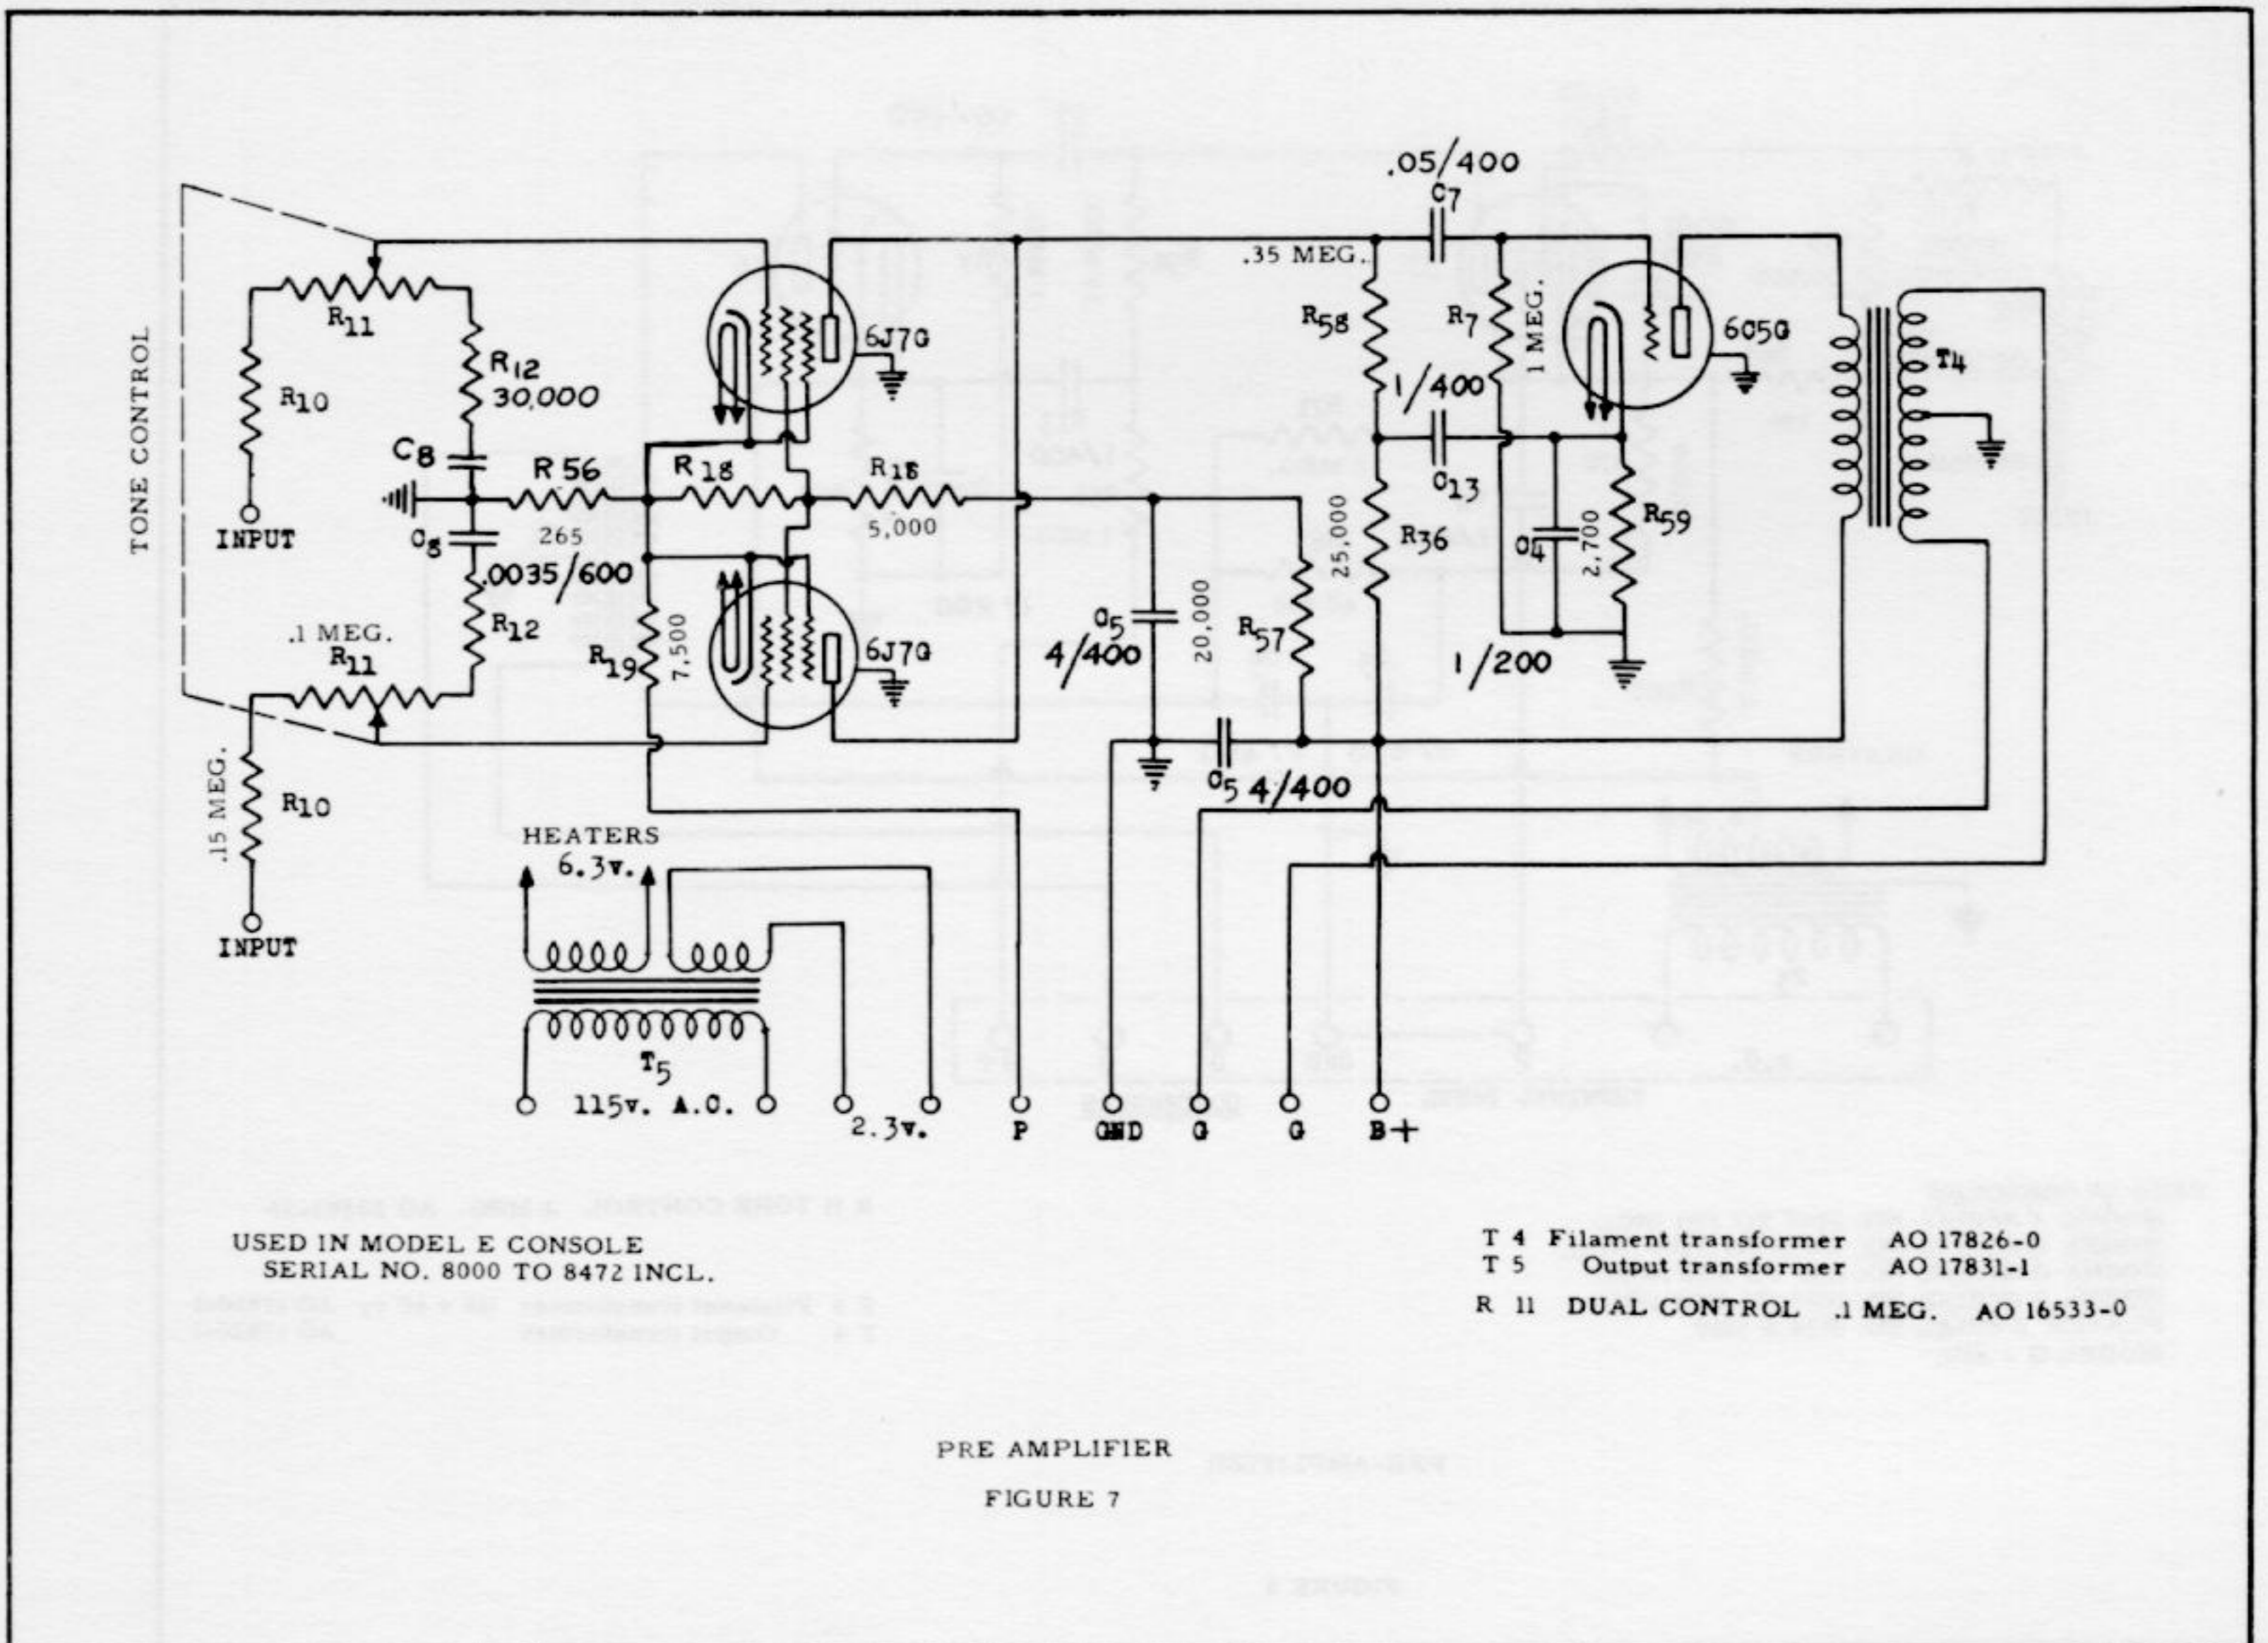 .05/400
C7
.35 MEG.
TONE CONTROL
R11
R10
R12
30,000
6J7G
R58
R7
1 MEG.
6C5G
T4
1/400
C8
R 56
R 18
R18
C13
INPUT
C8
265
5,000
25,000
R36
C4
2,700
R59
.0035/600
.1 MEG.
R11
R12
R19
7,500
6J7G
C5
4/400
20,000
R57
1/200
.15 MEG.
R10
C5 4/400
HEATERS
6.3v.
INPUT
T5
115v. A.C.
2.3v.
P
GND
G
G
B+
USED IN MODEL E CONSOLE
SERIAL NO. 8000 TO 8472 INCL.
T 4 Filament transformer AO 17826-0
T 5 Output transformer AO 17831-1
R 11 DUAL CONTROL .1 MEG. AO 16533-0
PRE AMPLIFIER
FIGURE 7